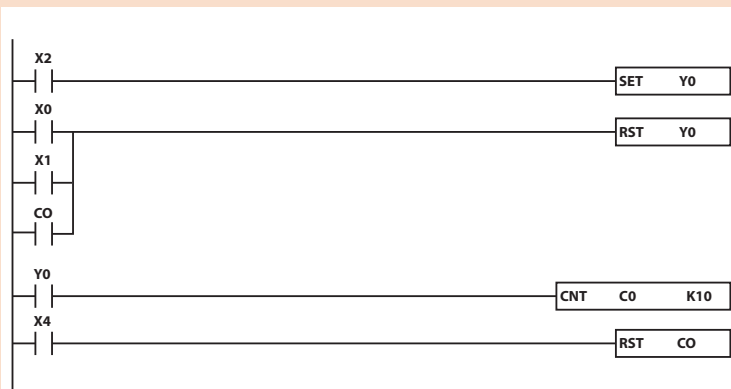 X2
SET Y0
X0
RST Y0
X1
CO
Y0
CNT C0 K10
X4
RST CO